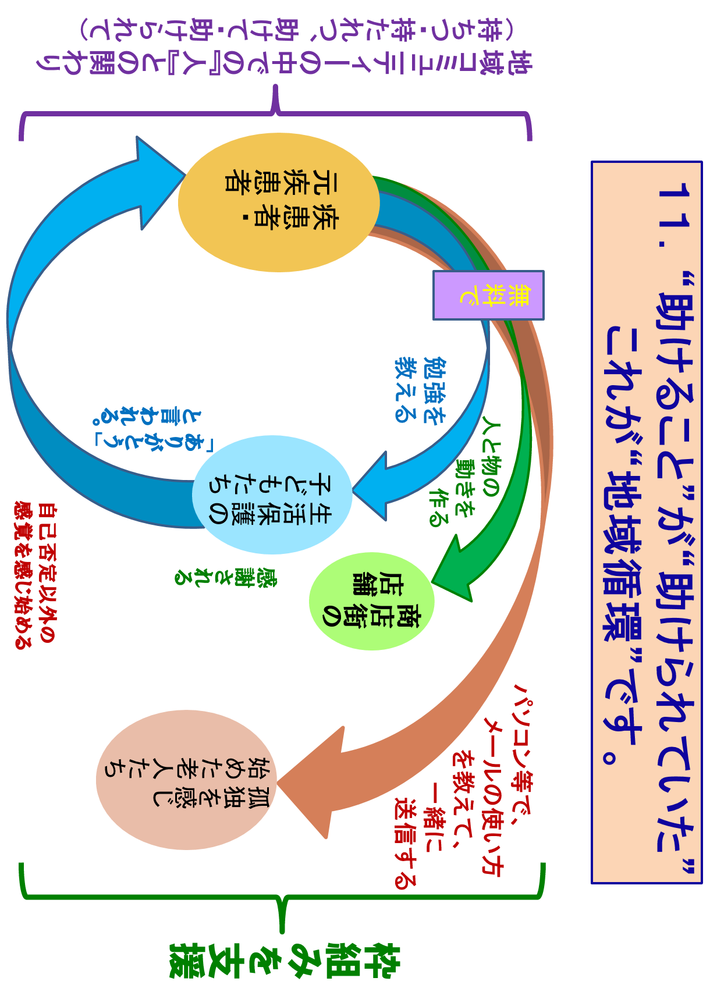 １１．“助けること”が“助けられていた”
これが“地域循環”です。
地域コミュニティーの中での『人』との関わり
（持ちつ・持たれつ、助けて・助けられて）
疾患者・
元疾患者
無料で
勉強を
教える
人と物の
動きを
作る
パソコン等で、
メールの使い方
を教えて、
一緒に
送信する
「ありがとう」
と言われる。
生活保護の
子どもたち
商店街の
店舗
感謝される
孤独を感じ
始めた老人たち
自己否定以外の
感覚を感じ始める
枠組みを支援